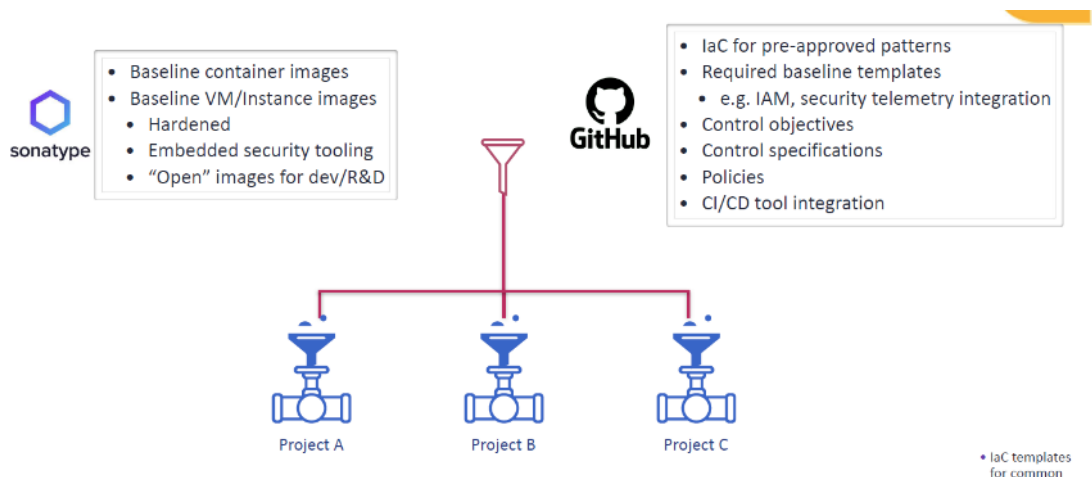 • Baseline container images
• Baseline VM/Instance images
• Hardened
• Embedded security tooling
• “Open” images for dev/R&D
sonatype
GitHub
• IaC for pre-approved patterns
• Required baseline templates
• e.g. IAM, security telemetry integration
• Control objectives
• Control specifications
• Policies
• CI/CD tool integration
Project A
Project B
Project C
• IaC templates
for common